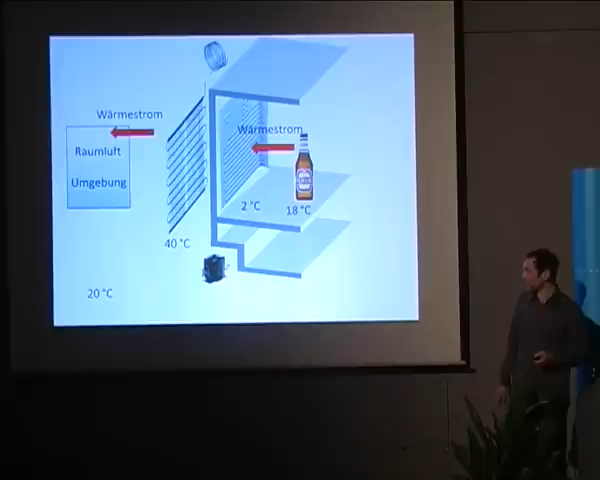 Wärmestrom
Wärmestrom
Raumluft
Umgebung
2 °C
18 °C
40 °C
20 °C